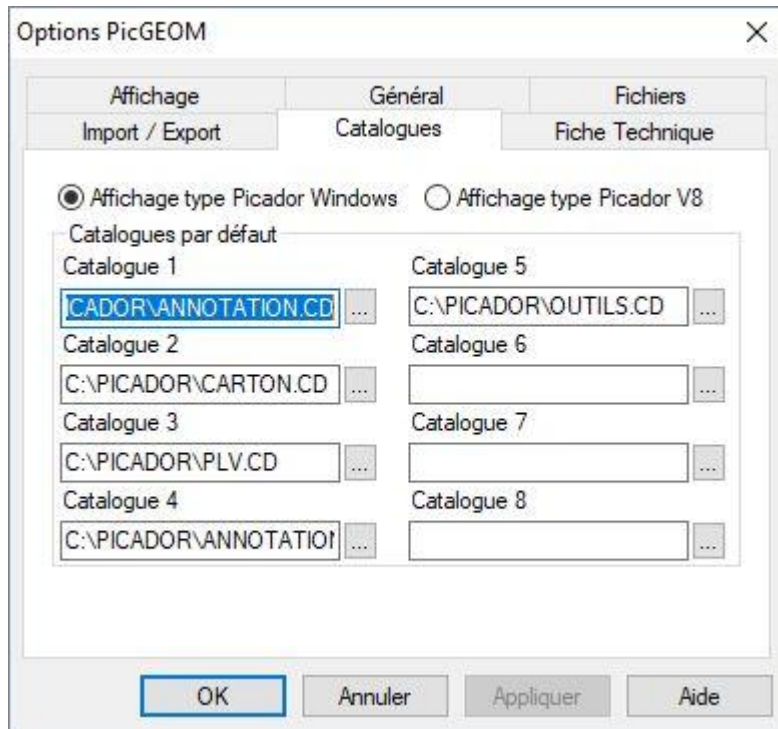 Options PicGEOM
Affichage Général Fichiers
Import / Export Catalogues Fiche Technique
Affichage type Picador Windows Affichage type Picador V8
Catalogues par défaut
Catalogue 1 Catalogue 5
ICADOR\ANNOTATION.CD ... C:\PICADOR\OUTILS.CD ...
Catalogue 2 Catalogue 6
C:\PICADOR\CARTON.CD ... ...
Catalogue 3 Catalogue 7
C:\PICADOR\PLV.CD ... ...
Catalogue 4 Catalogue 8
C:\PICADOR\ANNOTATION ... ...
OK Annuler Appliquer Aide